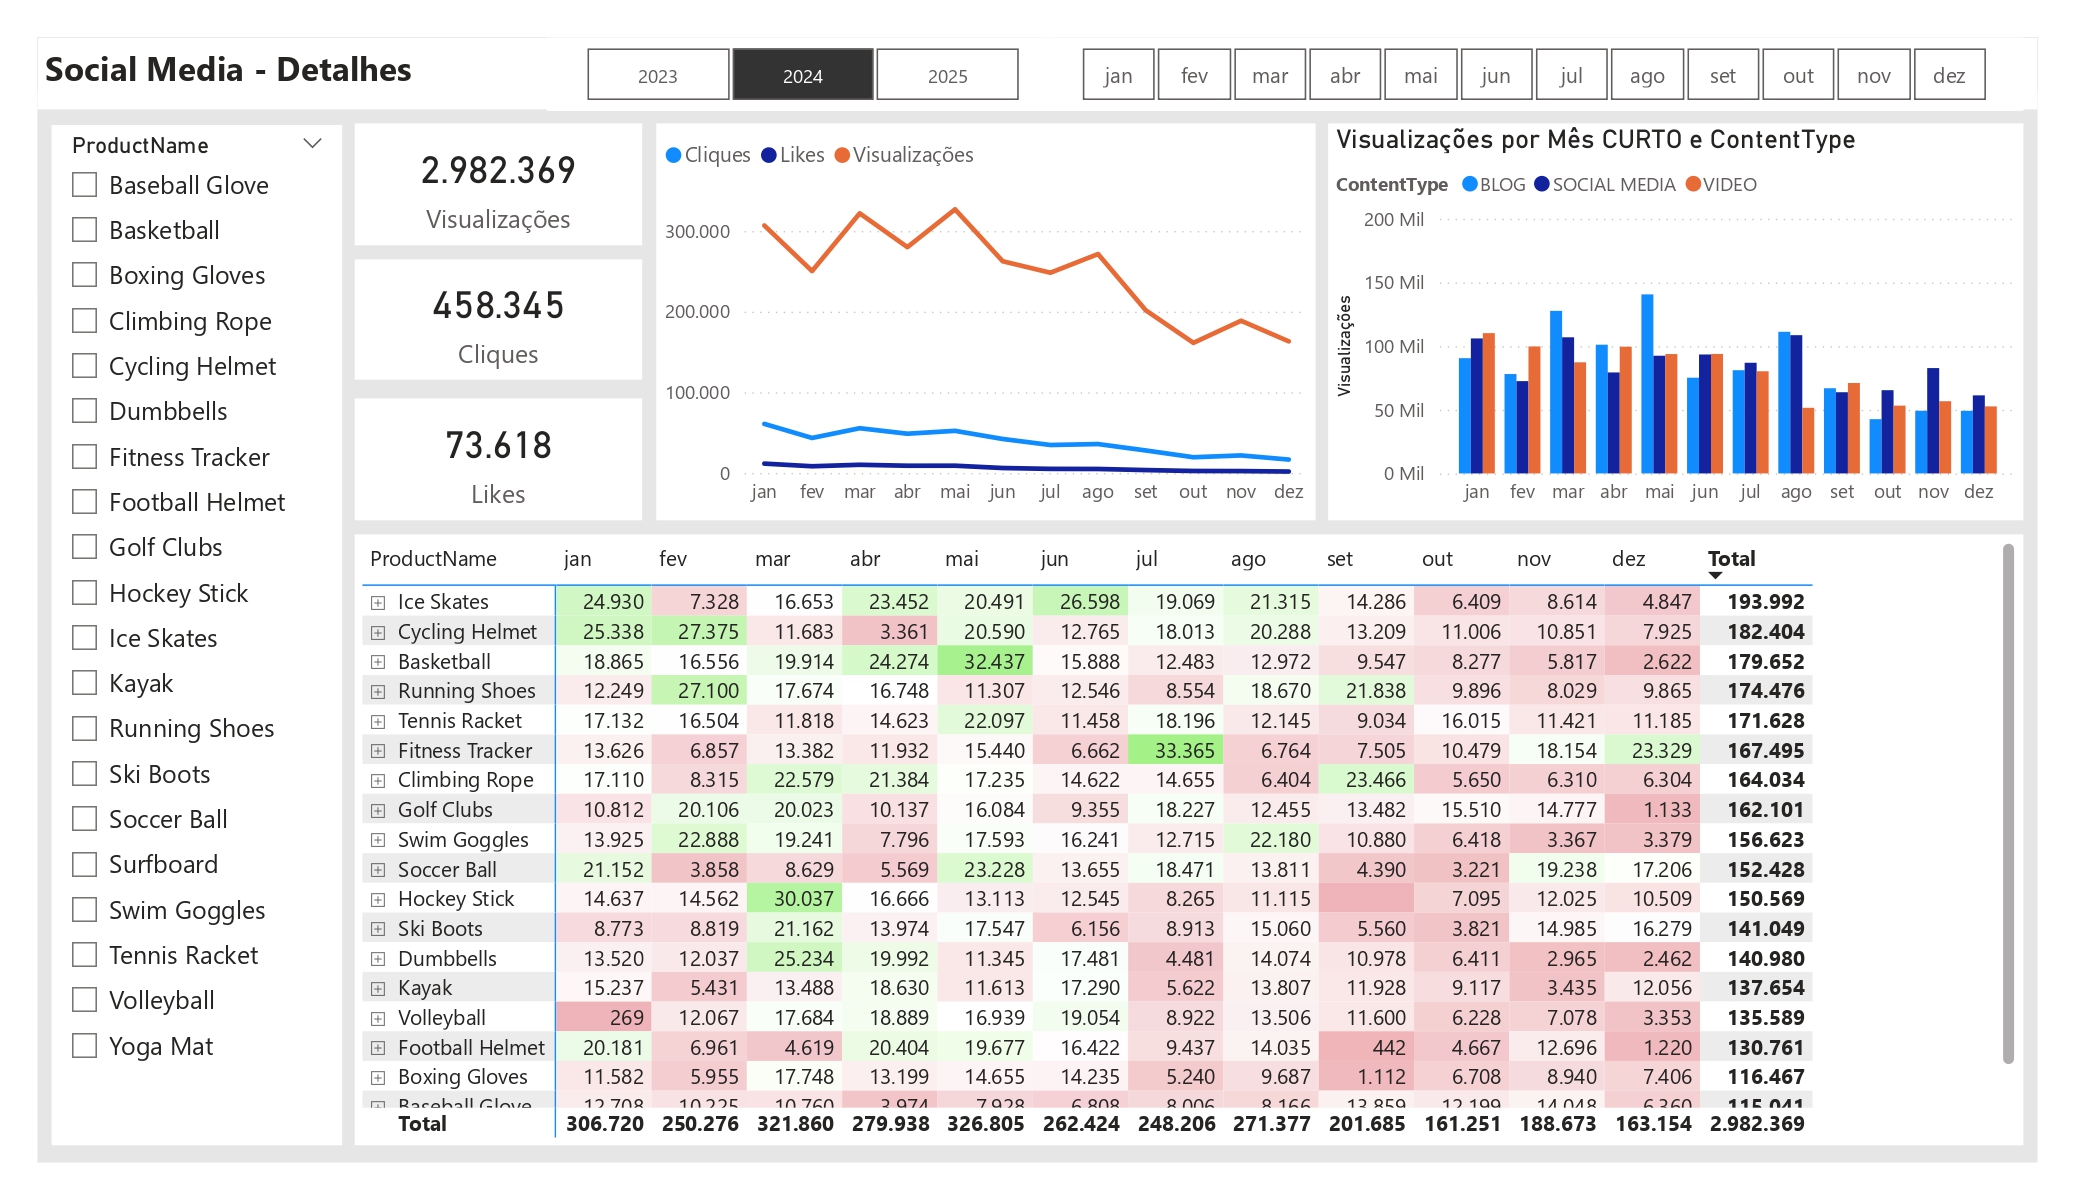 Social Media - Detalhes
2023 2024 2025
jan fev mar abr mai jun jul ago set out nov dez
ProductName
Baseball Glove
Basketball
Boxing Gloves
Climbing Rope
Cycling Helmet
Dumbbells
Fitness Tracker
Football Helmet
Golf Clubs
Hockey Stick
Ice Skates
Kayak
Running Shoes
Ski Boots
Soccer Ball
Surfboard
Swim Goggles
Tennis Racket
Volleyball
Yoga Mat
2.982.369
Visualizações
458.345
Cliques
73.618
Likes
Cliques Likes Visualizações
300.000
200.000
100.000
0
jan fev mar abr mai jun jul ago set out nov dez
Visualizações por Mês CURTO e ContentType
ContentType BLOG SOCIAL MEDIA VIDEO
Visualizações
200 Mil
150 Mil
100 Mil
50 Mil
0 Mil
jan fev mar abr mai jun jul ago set out nov dez
ProductName jan fev mar abr mai jun jul ago set out nov dez Total
Ice Skates 24.930 7.328 16.653 23.452 20.491 26.598 19.069 21.315 14.286 6.409 8.614 4.847 193.992
Cycling Helmet 25.338 27.375 11.683 3.361 20.590 12.765 18.013 20.288 13.209 11.006 10.851 7.925 182.404
Basketball 18.865 16.556 19.914 24.274 32.437 15.888 12.483 12.972 9.547 8.277 5.817 2.622 179.652
Running Shoes 12.249 27.100 17.674 16.748 11.307 12.546 8.554 18.670 21.838 9.896 8.029 9.865 174.476
Tennis Racket 17.132 16.504 11.818 14.623 22.097 11.458 18.196 12.145 9.034 16.015 11.421 11.185 171.628
Fitness Tracker 13.626 6.857 13.382 11.932 15.440 6.662 33.365 6.764 7.505 10.479 18.154 23.329 167.495
Climbing Rope 17.110 8.315 22.579 21.384 17.235 14.622 14.655 6.404 23.466 5.650 6.310 6.304 164.034
Golf Clubs 10.812 20.106 20.023 10.137 16.084 9.355 18.227 12.455 13.482 15.510 14.777 1.133 162.101
Swim Goggles 13.925 22.888 19.241 7.796 17.593 16.241 12.715 22.180 10.880 6.418 3.367 3.379 156.623
Soccer Ball 21.152 3.858 8.629 5.569 23.228 13.655 18.471 13.811 4.390 3.221 19.238 17.206 152.428
Hockey Stick 14.637 14.562 30.037 16.666 13.113 12.545 8.265 11.115 7.095 12.025 10.509 150.569
Ski Boots 8.773 8.819 21.162 13.974 17.547 6.156 8.913 15.060 5.560 3.821 14.985 16.279 141.049
Dumbbells 13.520 12.037 25.234 19.992 11.345 17.481 4.481 14.074 10.978 6.411 2.965 2.462 140.980
Kayak 15.237 5.431 13.488 18.630 11.613 17.290 5.622 13.807 11.928 9.117 3.435 12.056 137.654
Volleyball 269 12.067 17.684 18.889 16.939 19.054 8.922 13.506 11.600 6.228 7.078 3.353 135.589
Football Helmet 20.181 6.961 4.619 20.404 19.677 16.422 9.437 14.035 442 4.667 12.696 1.220 130.761
Boxing Gloves 11.582 5.955 17.748 13.199 14.655 14.235 5.240 9.687 1.112 6.708 8.940 7.406 116.467
Baseball Glove 12.708 10.225 10.760 3.974 7.928 6.808 8.006 8.166 13.859 12.199 14.048 6.360 115.041
Total 306.720 250.276 321.860 279.938 326.805 262.424 248.206 271.377 201.685 161.251 188.673 163.154 2.982.369